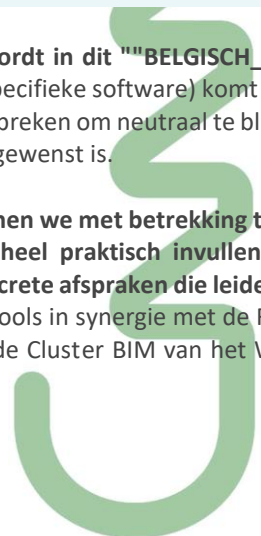 ordt in dit ""BELGISCH_
pecifieke software) komt
preken om neutraal te bl
gewenst is.
nen we met betrekking t
heel praktisch invullen
crete afspraken die leide
ools in synergie met de F
de Cluster BIM van het V